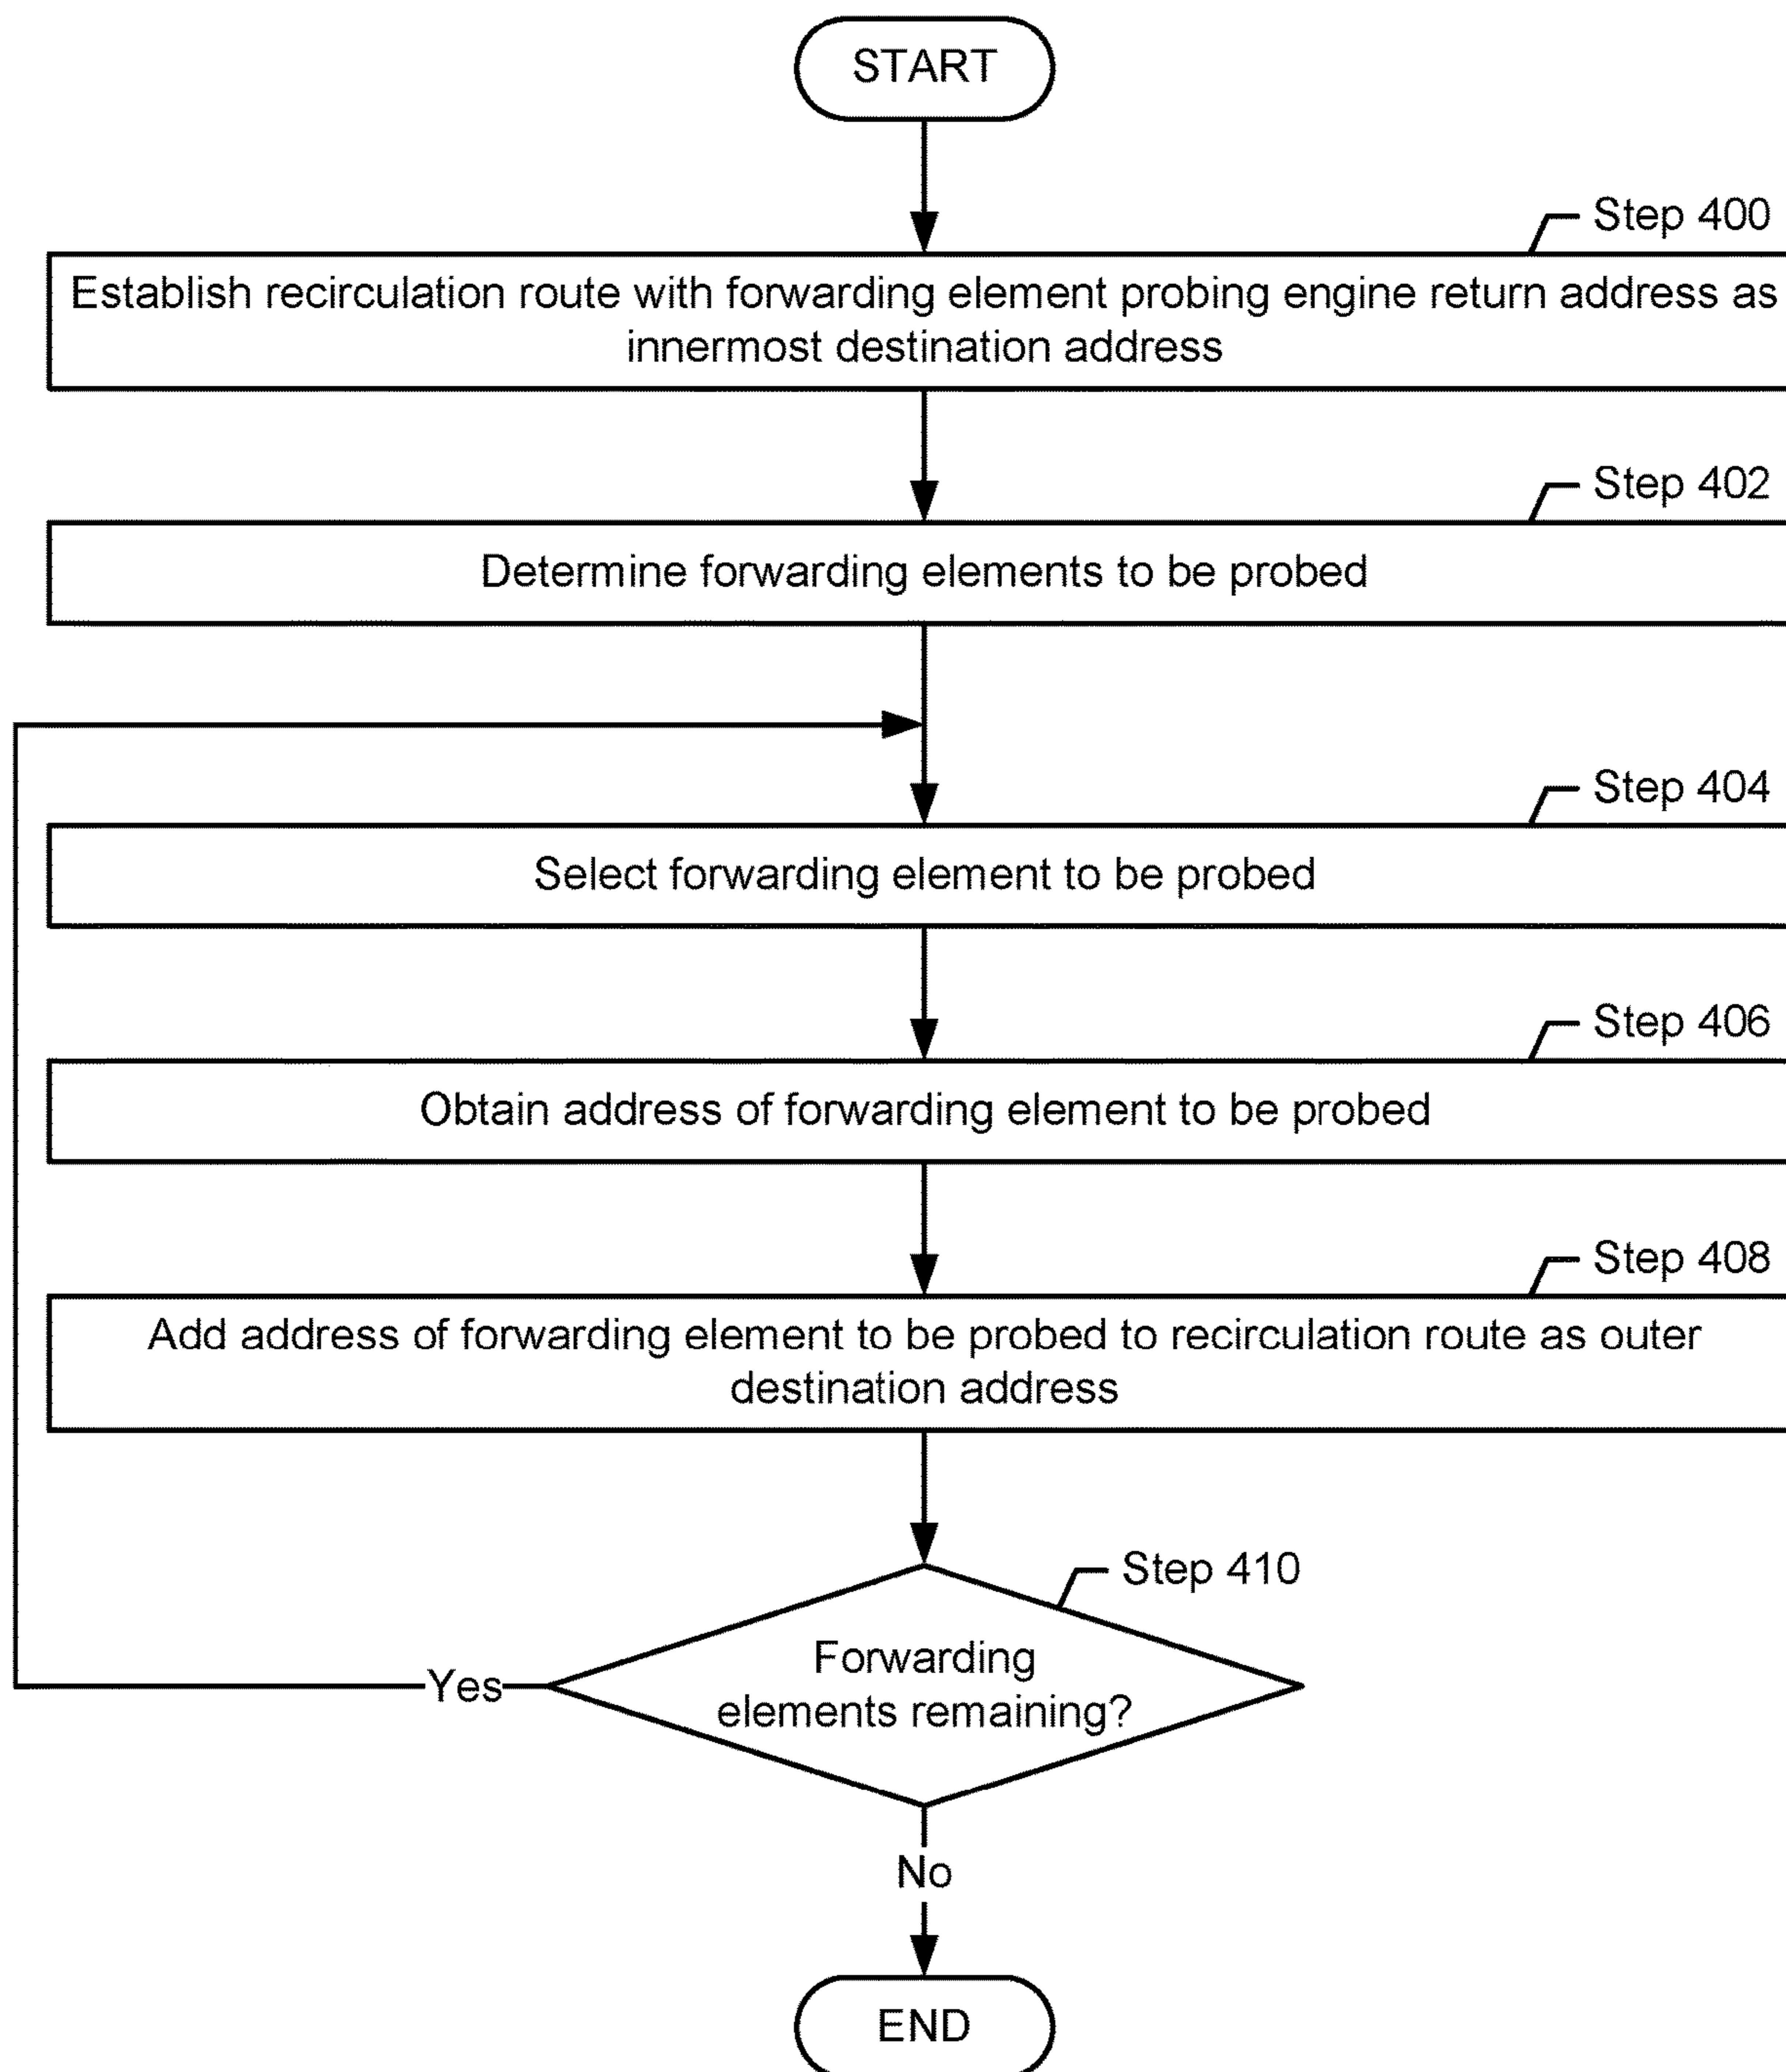 START
Step 400
Establish recirculation route with forwarding element probing engine return address as
innermost destination address
Step 402
Determine forwarding elements to be probed
Step 404
Select forwarding element to be probed
Step 406
Obtain address of forwarding element to be probed
Step 408
Add address of forwarding element to be probed to recirculation route as outer
destination address
Step 410
Forwarding
elements remaining?
Yes
No
END